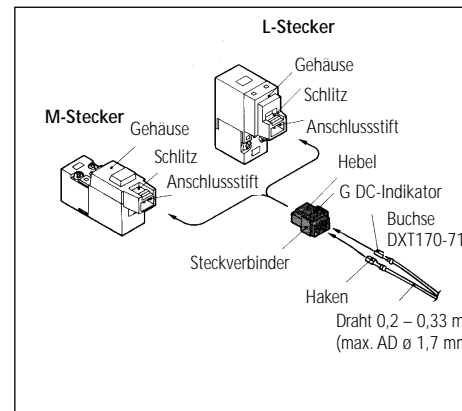 L-Stecker
Gehäuse
Schlitz
Anschlussstift
M-Stecker
Gehäuse
Schlitz
Anschlussstift
Hebel
G DC-Indikator
Buchse
DXT170-71
Steckverbinder
Haken
Draht 0,2 – 0,33 m
(max. AD ø 1,7 mm